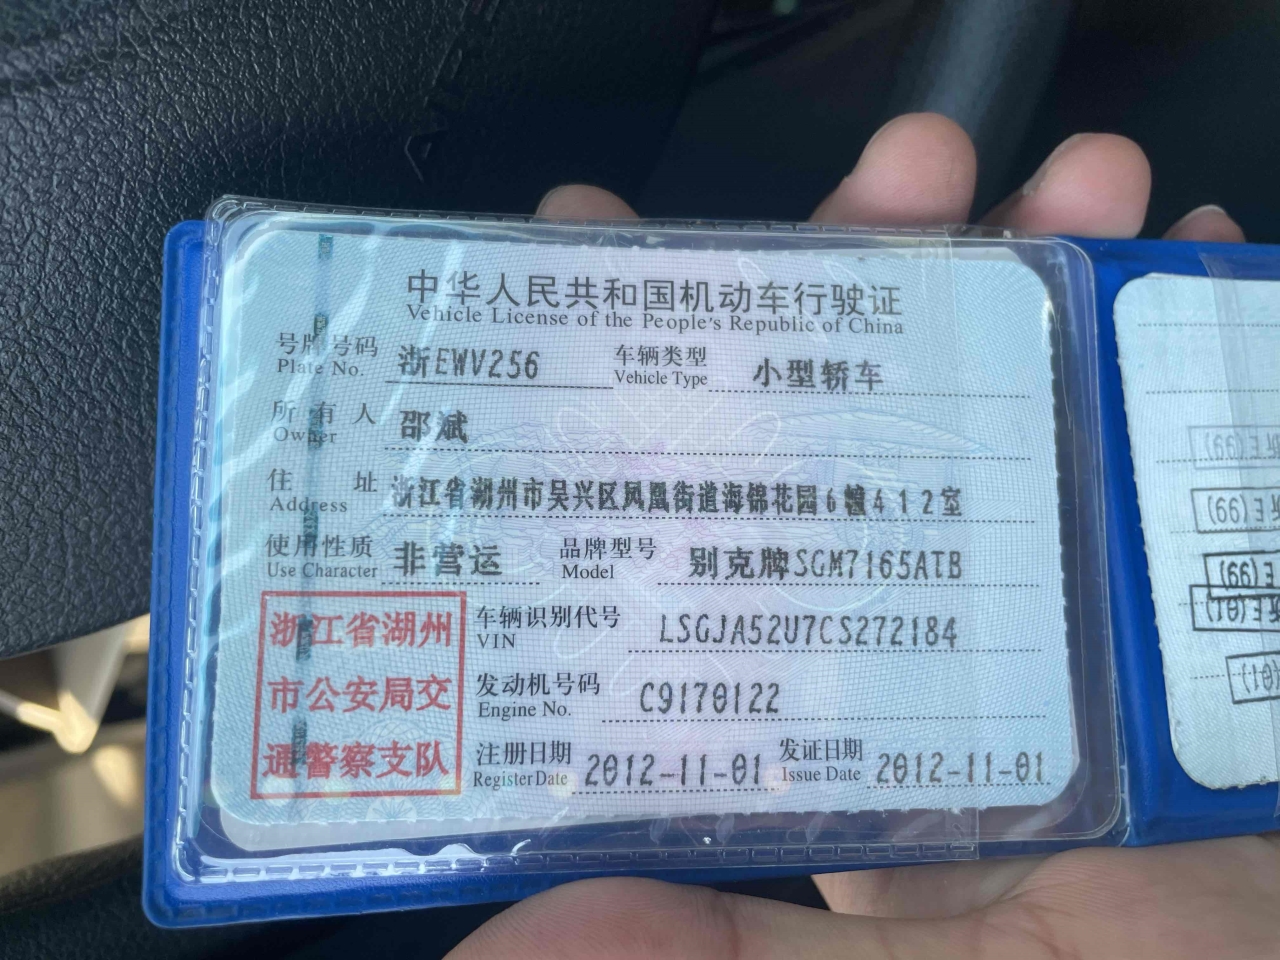 中华人民共和国机动车行驶证
Vehicle License of the People's Republic of China
号牌号码 浙EWV256 车辆类型 小型轿车
Plate No. Vehicle Type
所有人 邵斌
Owner
住址 浙江省湖州市吴兴区凤凰街道海锦花园6幢412室
Address
使用性质 非营运 品牌型号 别克牌SGM7165ATB
Use Character Model
车辆识别代号 LSGJA52U7CS272184
VIN
发动机号码 C9170122
Engine No.
注册日期 2012-11-01 发证日期 2012-11-01
Register Date Issue Date
浙江省湖州
市公安局交
通警察支队